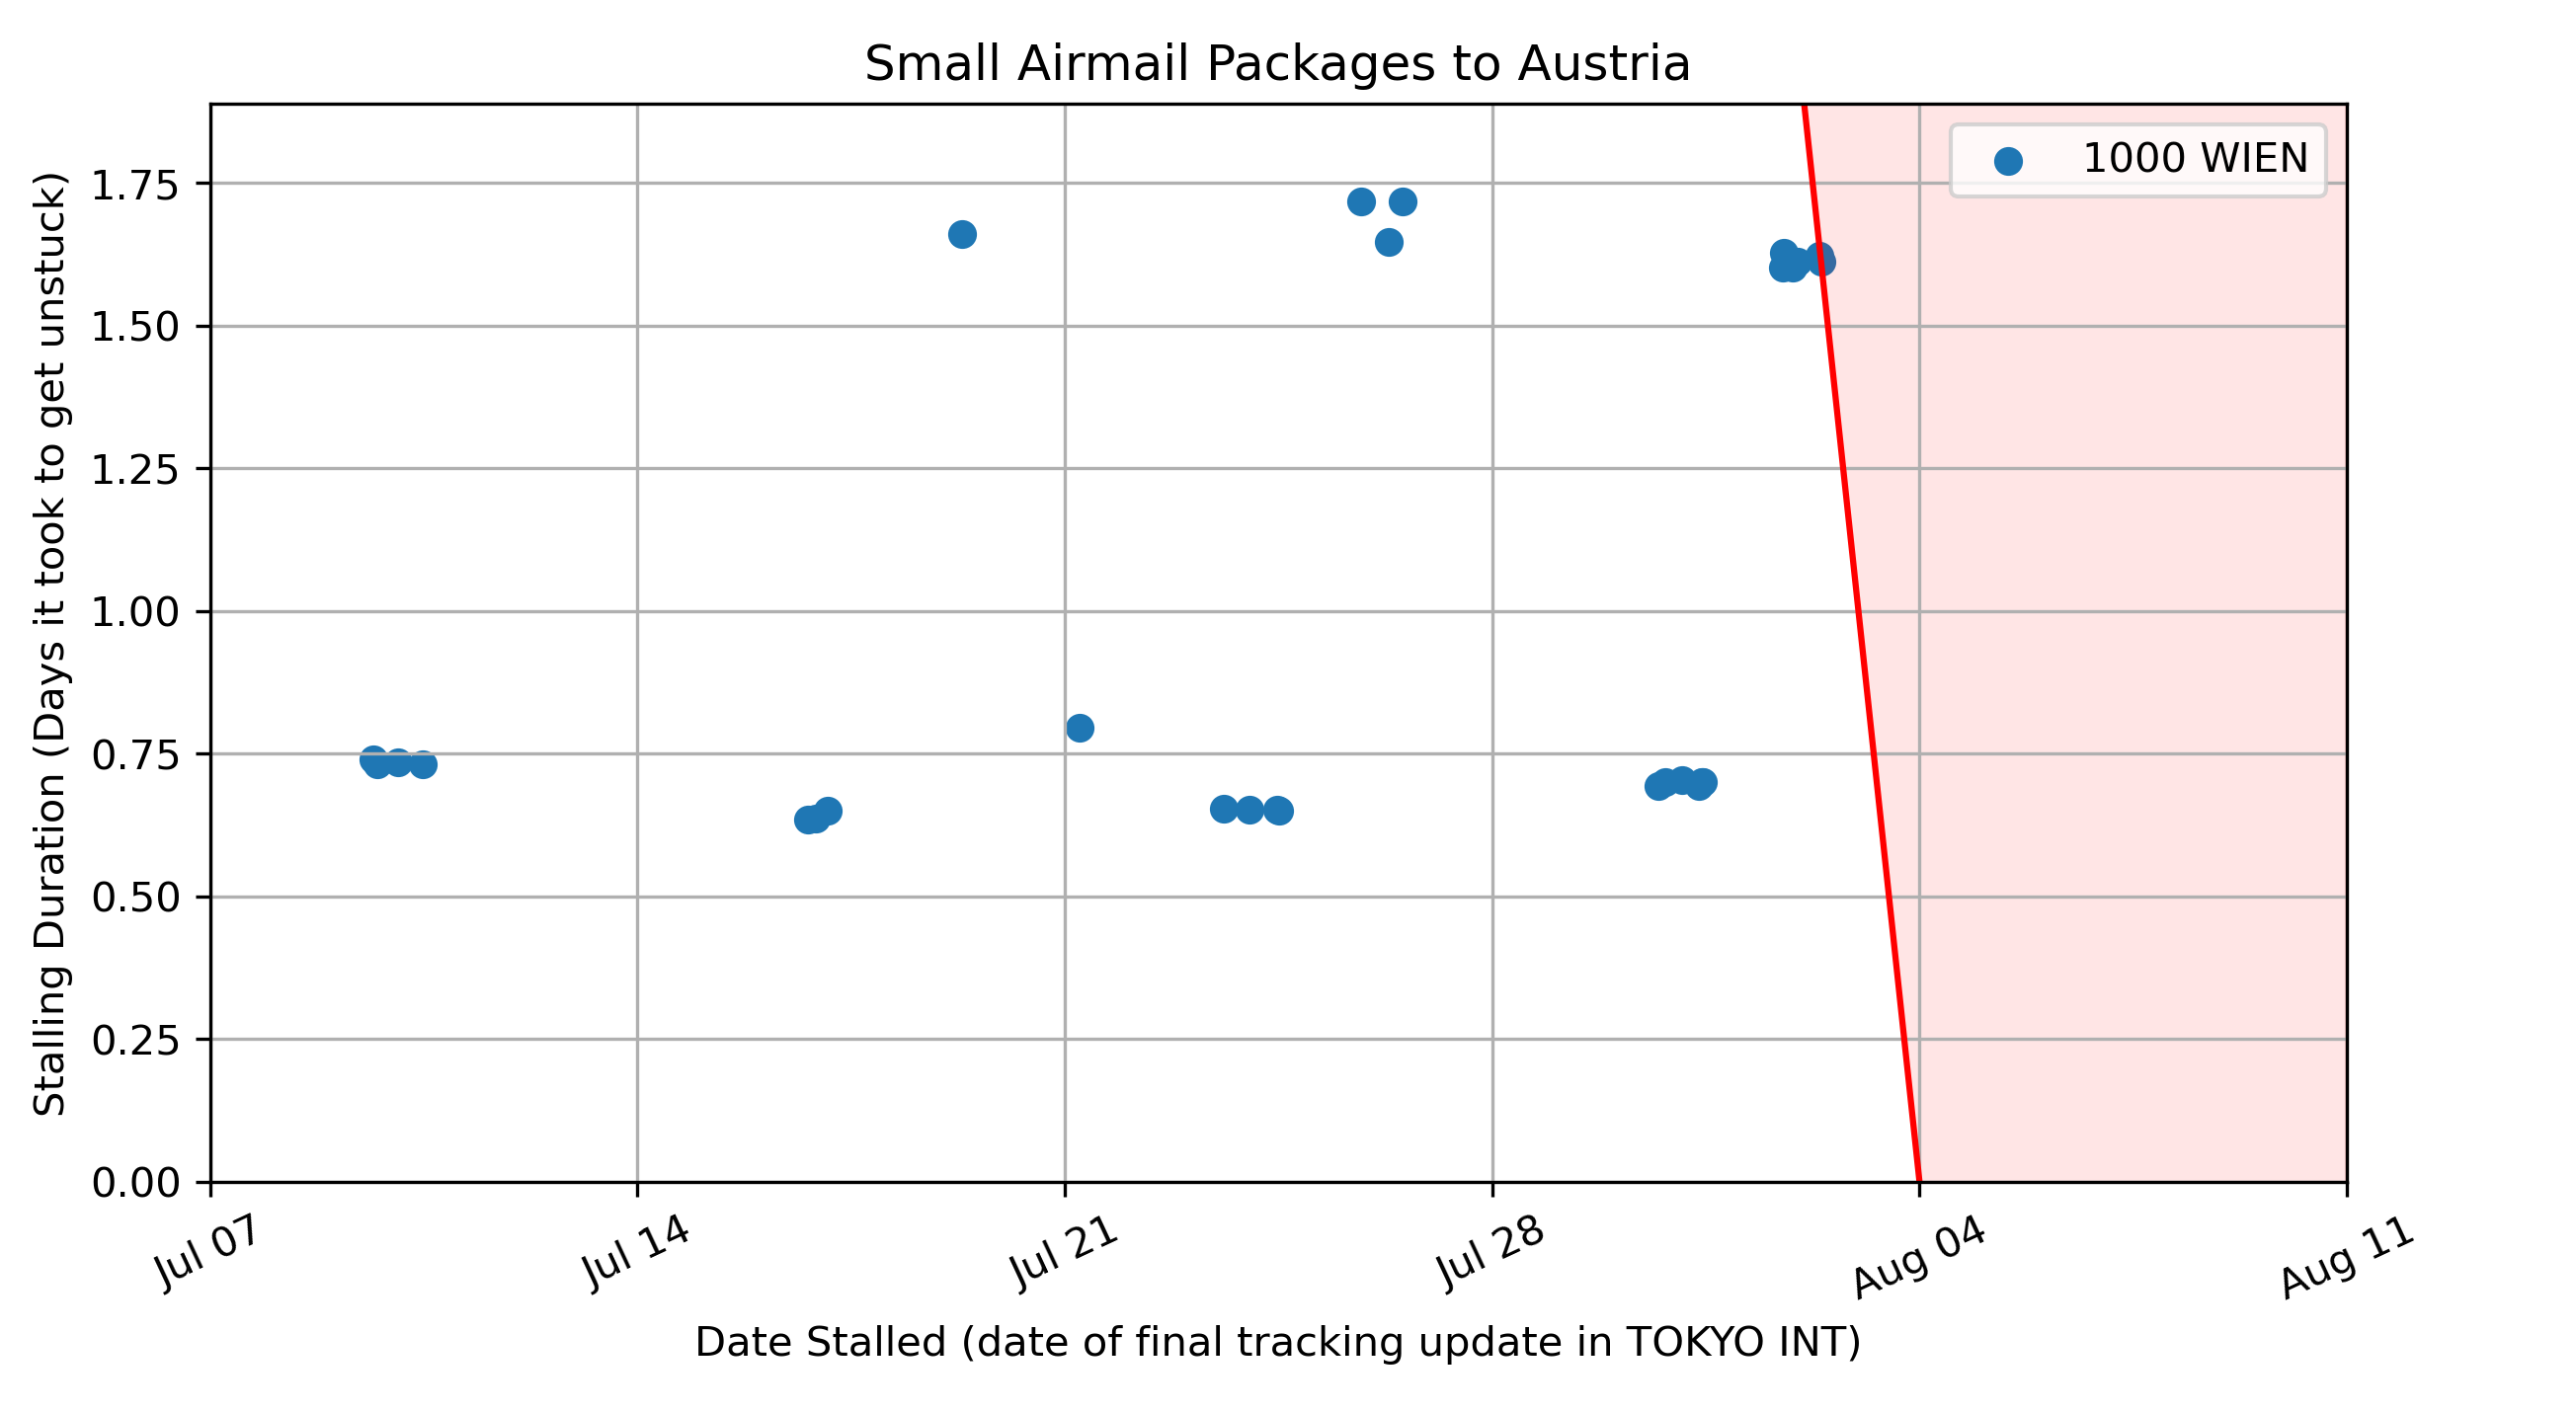 Small Airmail Packages to Austria
1000 WIEN
Stalling Duration (Days it took to get unstuck)
1.75
1.50
1.25
1.00
0.75
0.50
0.25
0.00
Jul 07
Jul 14
Jul 21
Jul 28
Aug 04
Aug 11
Date Stalled (date of final tracking update in TOKYO INT)